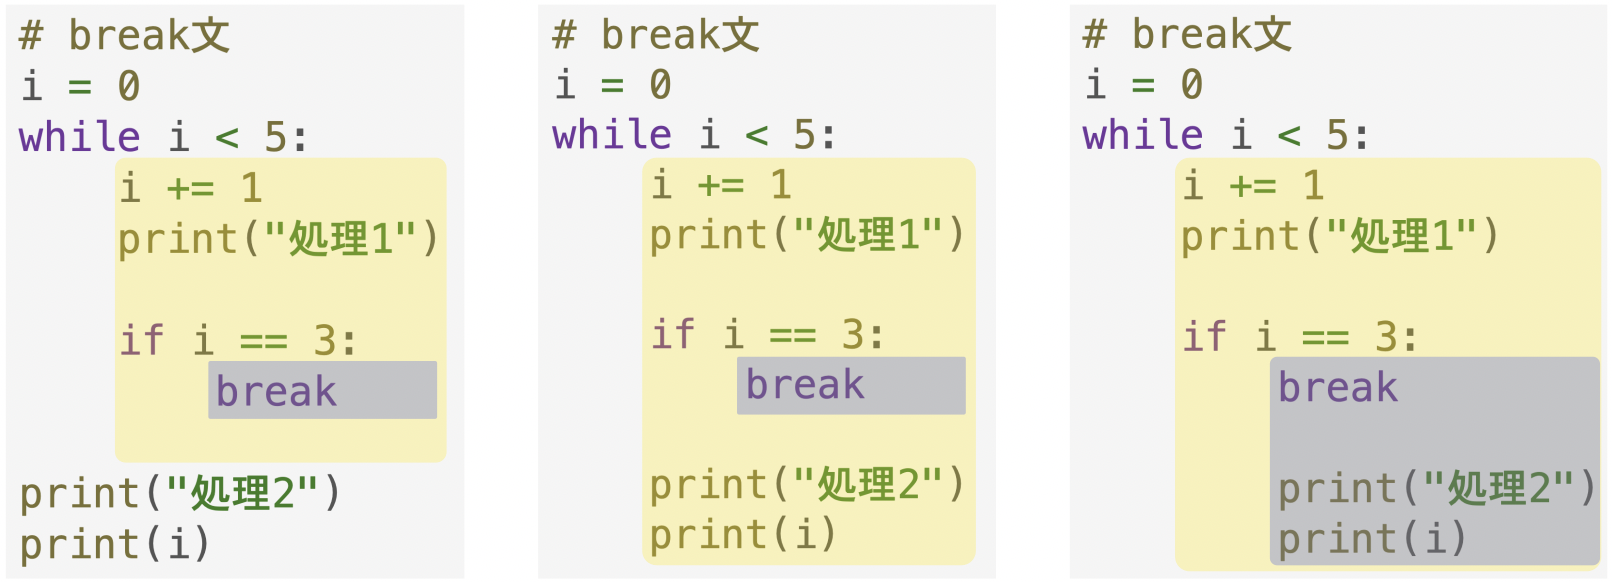 # break文
i = 0
while i < 5:
i += 1
print("処理1")
if i == 3:
break
print("処理2")
print(i)
# break文
i = 0
while i < 5:
i += 1
print("処理1")
if i == 3:
break
print("処理2")
print(i)
# break文
i = 0
while i < 5:
i += 1
print("処理1")
if i == 3:
break
print("処理2")
print(i)